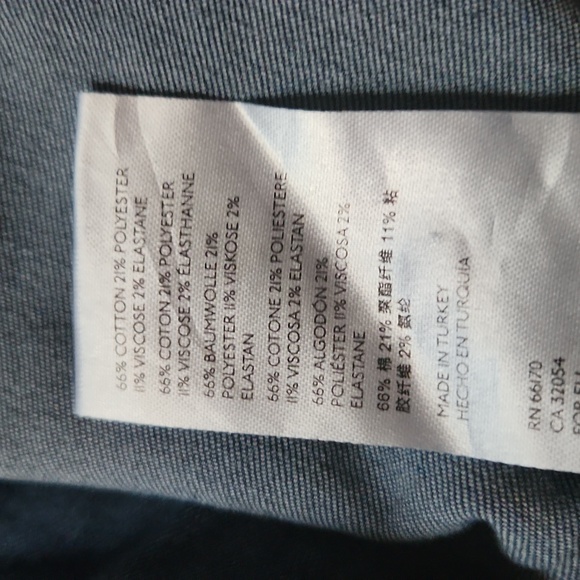 66% COTTON 21% POLYESTER
11% VISCOSE 2% ELASTANE
66% COTON 21% POLYESTER
11% VISCOSE 2% ÉLASTHANNE
66% BAUMWOLLE 21%
POLYESTER 11% VISKOSE 2%
ELASTAN
66% COTONE 21% POLIESTERE
11% VISCOSA 2% ELASTAN
66% ALGODÓN 21%
POLIÉSTER 11% VISCOSA 2%
ELASTANE
66% 棉 21% 聚酯纤维 11% 粘
胶纤维 2% 氨纶
MADE IN TURKEY
HECHO EN TURQUIA
RN 66170
CA 32054